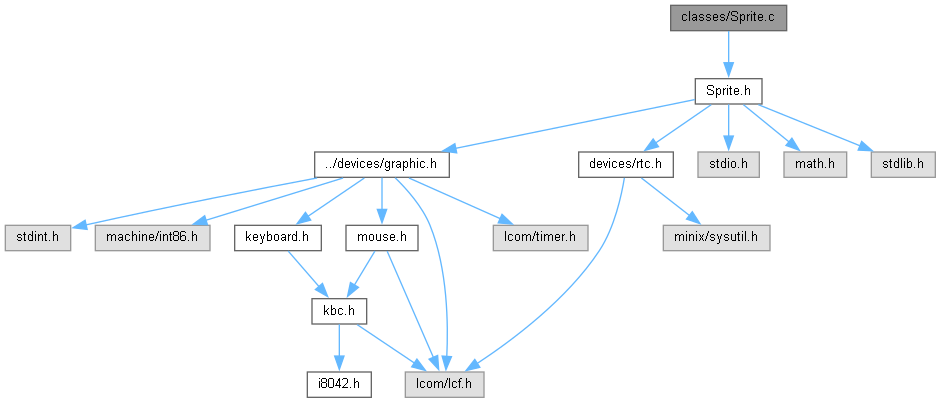 classes/Sprite.c
Sprite.h
../devices/graphic.h
devices/rtc.h
stdio.h
math.h
stdlib.h
stdint.h
machine/int86.h
keyboard.h
mouse.h
lcom/timer.h
minix/sysutil.h
kbc.h
i8042.h
lcom/lcf.h